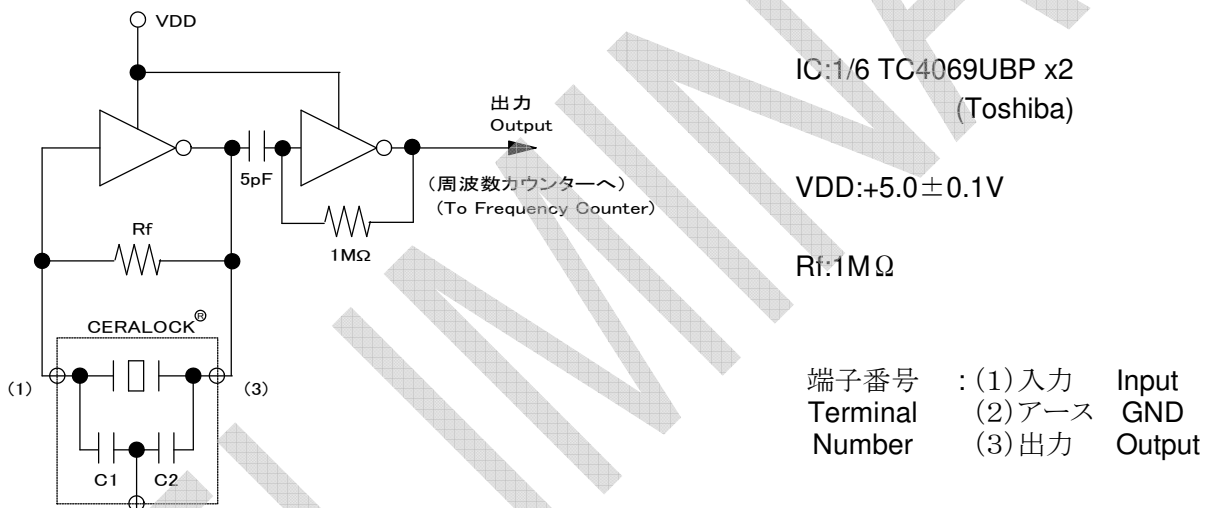 VDD
出力
Output
5pF
(周波数カウンターへ)
(To Frequency Counter)
1MΩ
Rf
CERALOCK®
(1)
(3)
C1
C2
IC:1/6 TC4069UBP x2
(Toshiba)
VDD:+5.0±0.1V
Rf:1MΩ
端子番号 :(1)入力 Input
Terminal (2)アース GND
Number (3)出力 Output